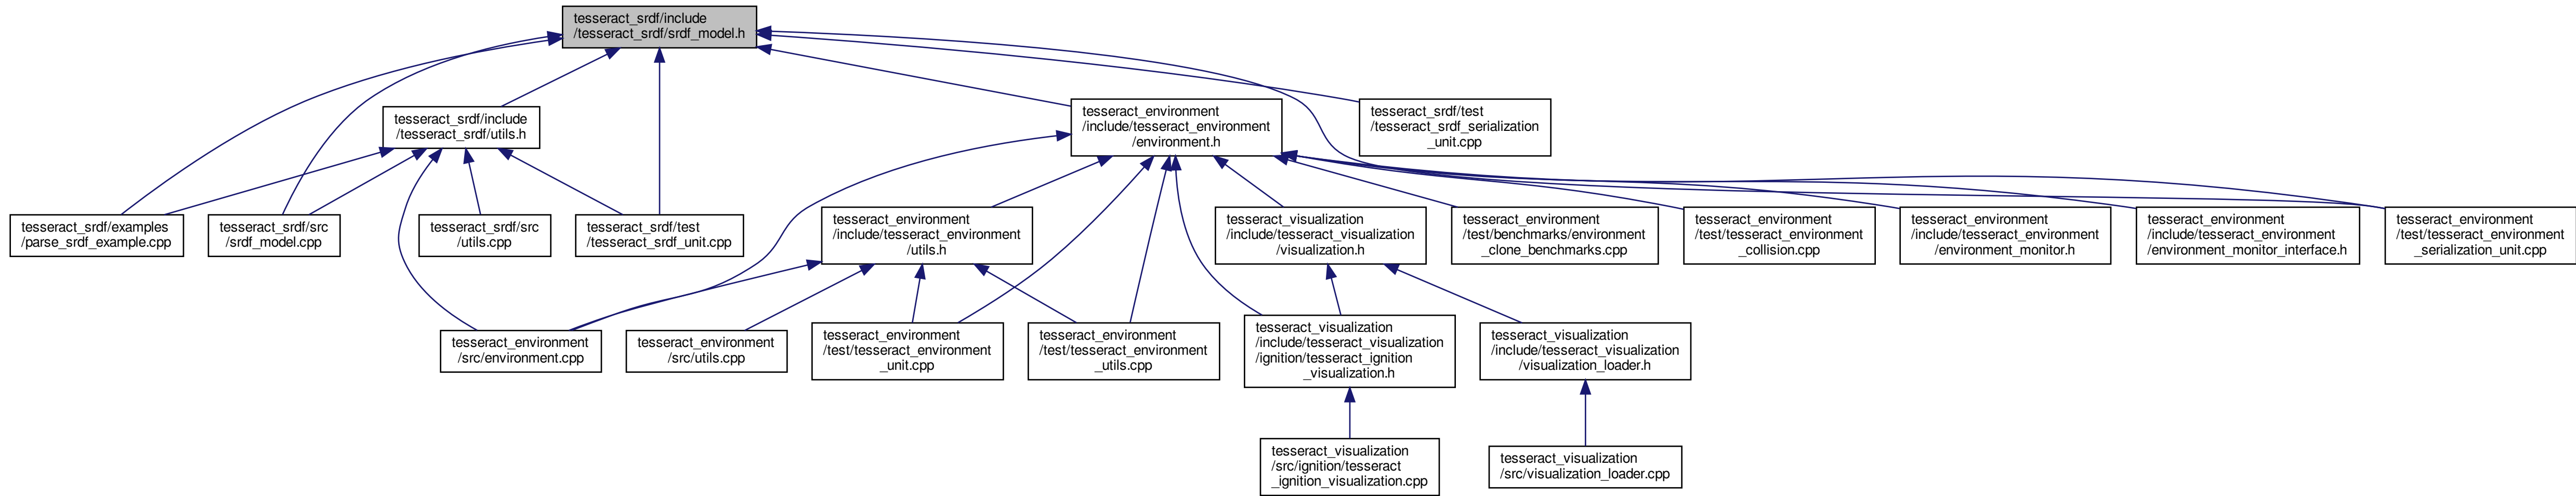 tesseract_srdf/include
/tesseract_srdf/srdf_model.h
tesseract_srdf/include
/tesseract_srdf/utils.h
tesseract_environment
/include/tesseract_environment
/environment.h
tesseract_srdf/test
/tesseract_srdf_serialization
_unit.cpp
tesseract_srdf/examples
/parse_srdf_example.cpp
tesseract_srdf/src
/srdf_model.cpp
tesseract_srdf/src
/utils.cpp
tesseract_srdf/test
/tesseract_srdf_unit.cpp
tesseract_environment
/include/tesseract_environment
/utils.h
tesseract_visualization
/include/tesseract_visualization
/visualization.h
tesseract_environment
/test/benchmarks/environment
_clone_benchmarks.cpp
tesseract_environment
/test/tesseract_environment
_collision.cpp
tesseract_environment
/include/tesseract_environment
/environment_monitor.h
tesseract_environment
/include/tesseract_environment
/environment_monitor_interface.h
tesseract_environment
/test/tesseract_environment
_serialization_unit.cpp
tesseract_environment
/src/environment.cpp
tesseract_environment
/src/utils.cpp
tesseract_environment
/test/tesseract_environment
_unit.cpp
tesseract_environment
/test/tesseract_environment
_utils.cpp
tesseract_visualization
/include/tesseract_visualization
/ignition/tesseract_ignition
_visualization.h
tesseract_visualization
/include/tesseract_visualization
/visualization_loader.h
tesseract_visualization
/src/ignition/tesseract
_ignition_visualization.cpp
tesseract_visualization
/src/visualization_loader.cpp